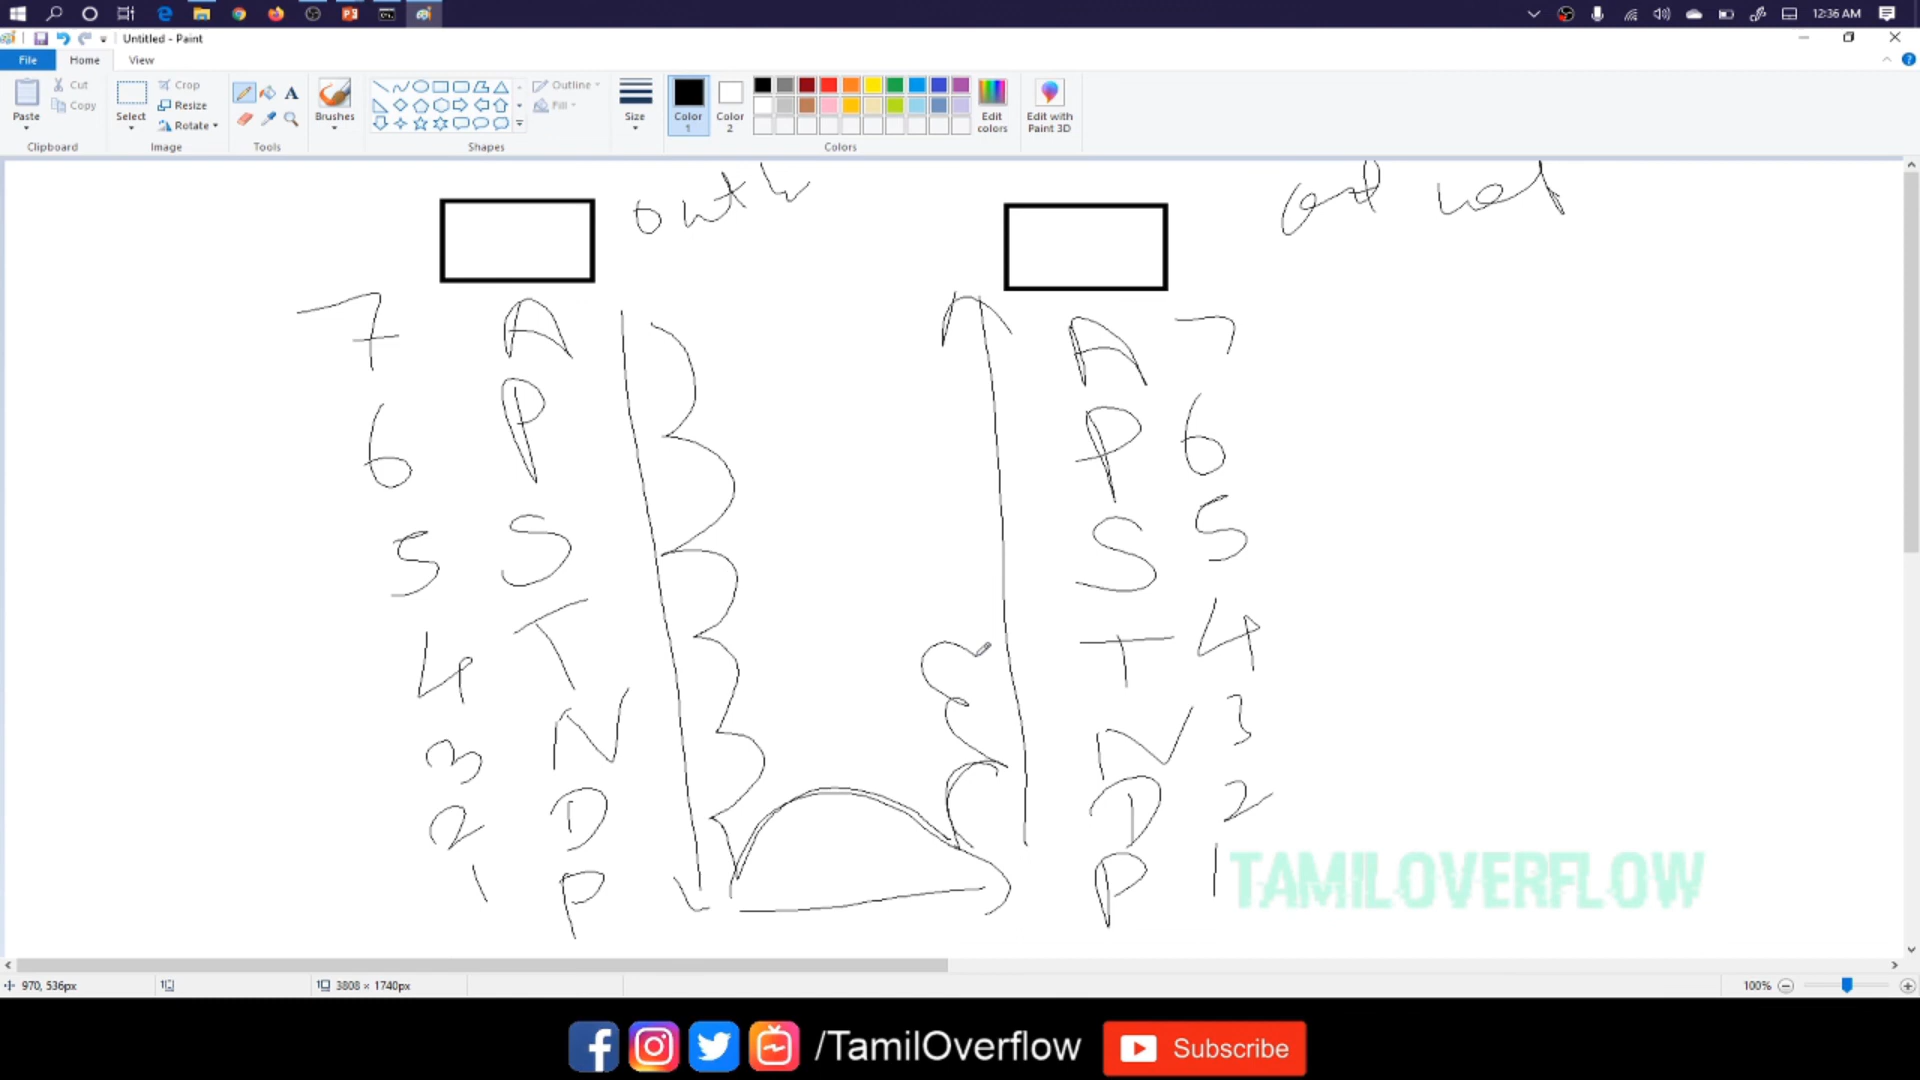 12:36 AM
Untitled - Paint
File Home View
Paste Cut Copy Clipboard
Select Crop Resize Rotate Image
Tools
Brushes
Outline Fill Shapes
Size
Color 1 Color 2 Edit colors Colors
Edit with Paint 3D
7 A A 7
6 P P 6
5 S S 5
4 T T 4
3 N N 3
2 D D 2
1 P P 1
TAMILOVERFLOW
970, 536px 3808 × 1740px 100%
/TamilOverflow Subscribe